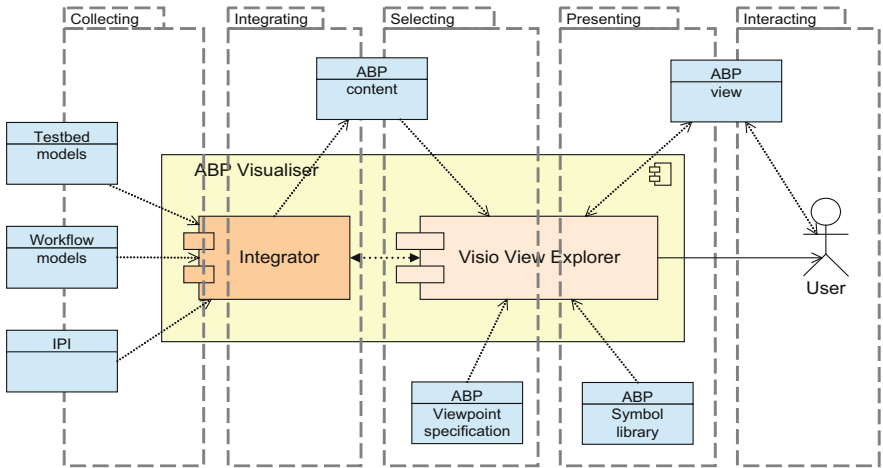 Collecting
Integrating
Selecting
Presenting
Interacting
ABP
content
ABP
view
Testbed
models
ABP Visualiser
Workflow
models
Integrator
Visio View Explorer
User
IPI
ABP
Viewpoint
specification
ABP
Symbol
library